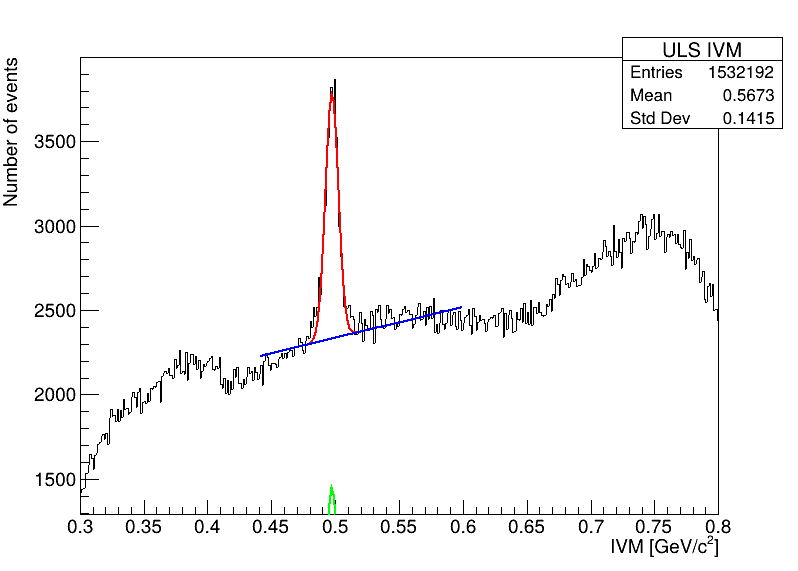 ULS IVM
Entries 1532192
Mean 0.5673
Std Dev 0.1415
Number of events
3500
3000
2500
2000
1500
0.3 0.35 0.4 0.45 0.5 0.55 0.6 0.65 0.7 0.75 0.8
IVM [GeV/c²]